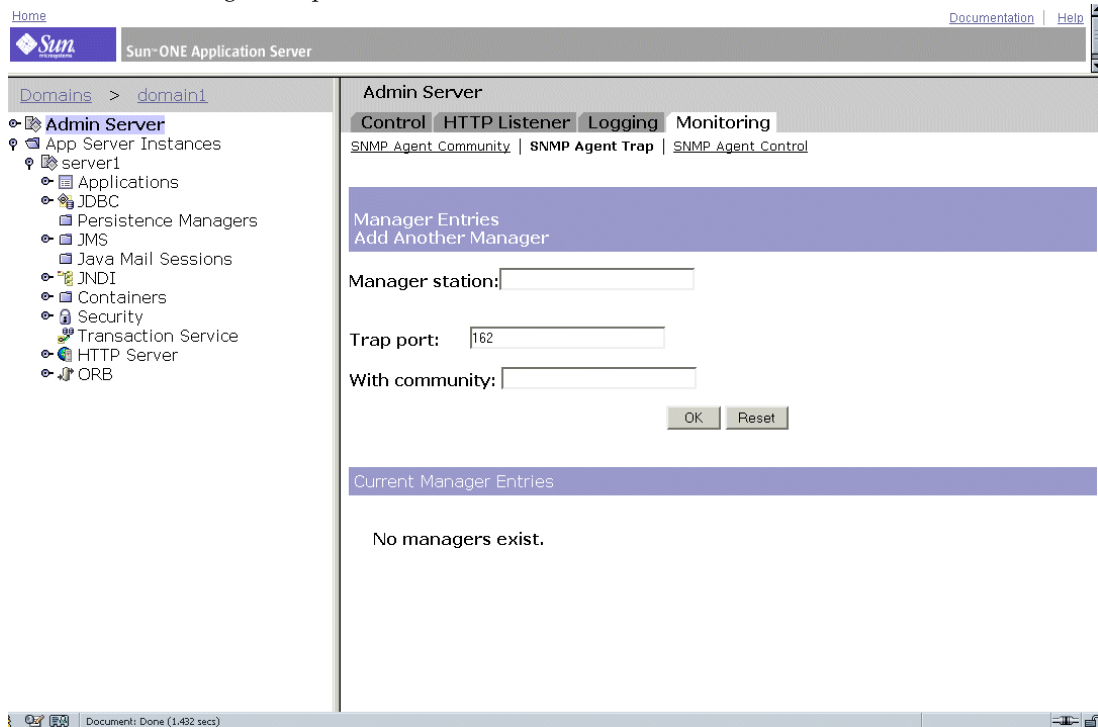 Home
Documentation | Help
Sun
microsystems
Sun™ ONE Application Server
Domains > domain1
Admin Server
App Server Instances
server1
Applications
JDBC
Persistence Managers
JMS
Java Mail Sessions
JNDI
Containers
Security
Transaction Service
HTTP Server
ORB
Admin Server
Control HTTP Listener Logging Monitoring
SNMP Agent Community | SNMP Agent Trap | SNMP Agent Control
Manager Entries
Add Another Manager
Manager station:
Trap port: 162
With community:
OK Reset
Current Manager Entries
No managers exist.
Document: Done (1.432 secs)